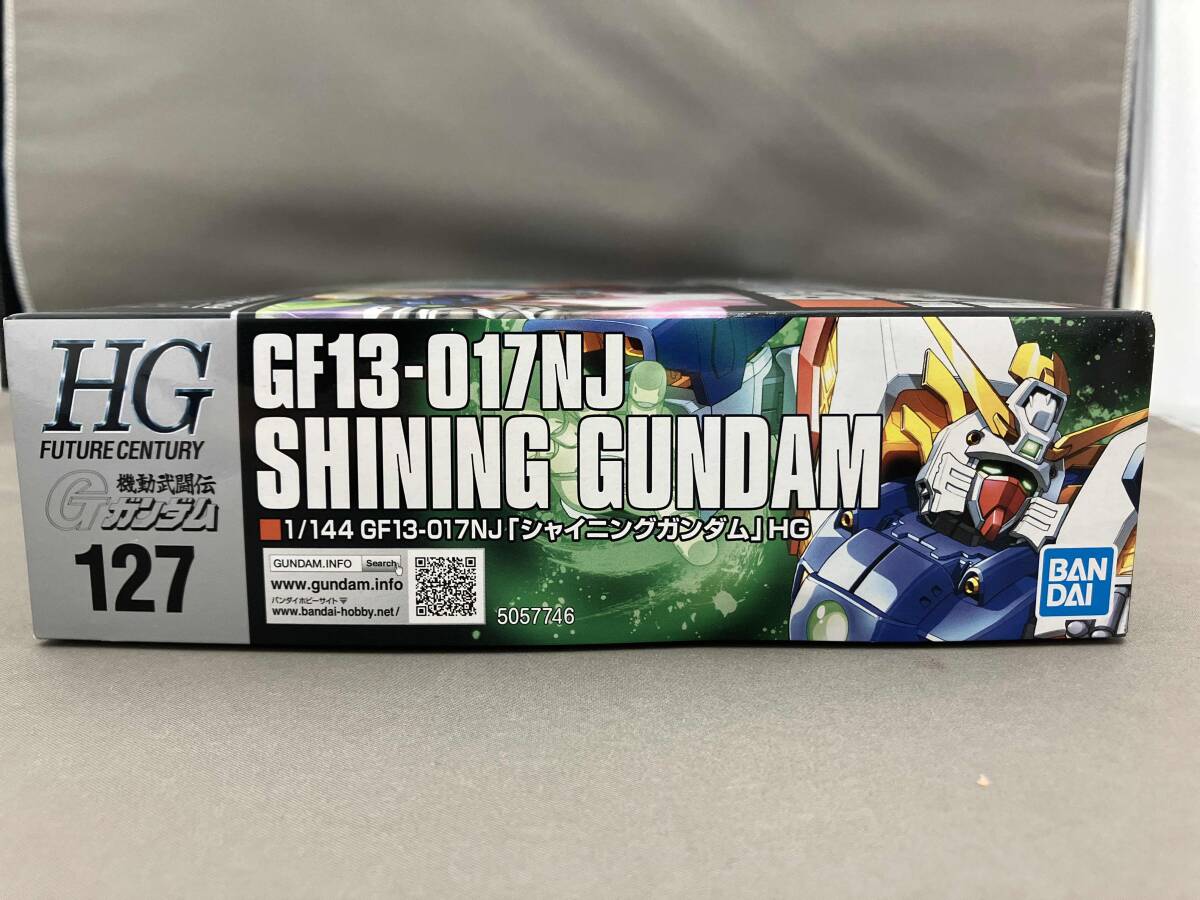 HG
FUTURE CENTURY
機動武闘伝
Gガンダム
127
GF13-017NJ
SHINING GUNDAM
1/144 GF13-017NJ「シャイニングガンダム」HG
GUNDAM.INFO Search
www.gundam.info
バンダイホビーサイト▼
www.bandai-hobby.net/
5057746
BAN
DAI